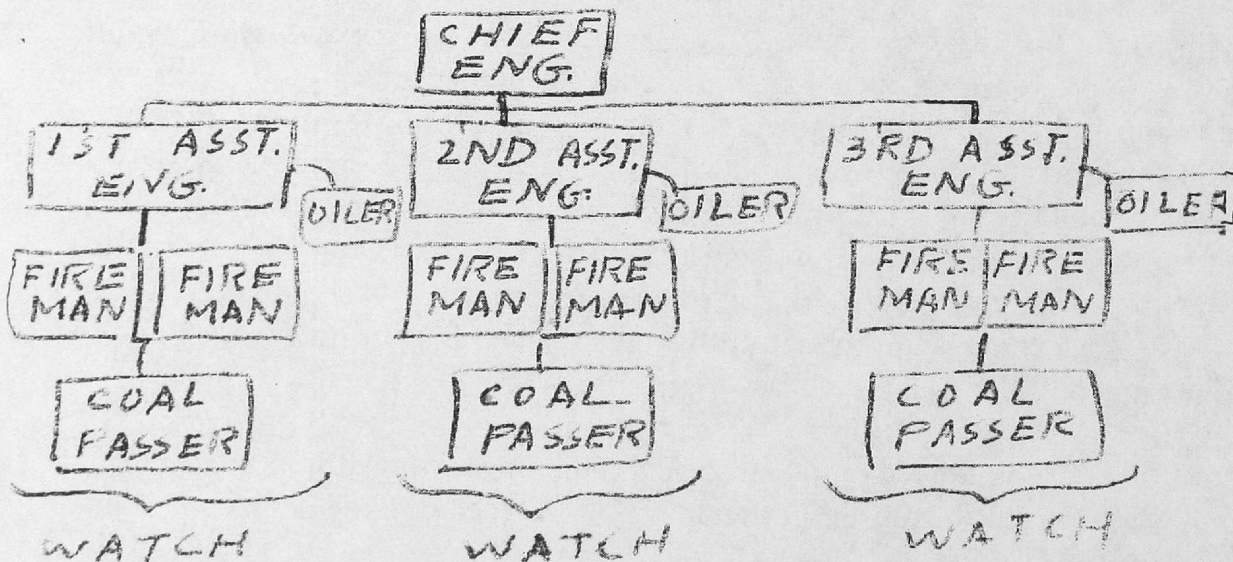 CHIEF
ENG.
1ST ASST.
ENG.
OILER
2ND ASST.
ENG.
OILER
3RD ASST.
ENG.
OILER
FIRE
MAN
FIRE
MAN
FIRE
MAN
FIRE
MAN
FIRE
MAN
FIRE
MAN
COAL
PASSER
COAL
PASSER
COAL
PASSER
WATCH
WATCH
WATCH